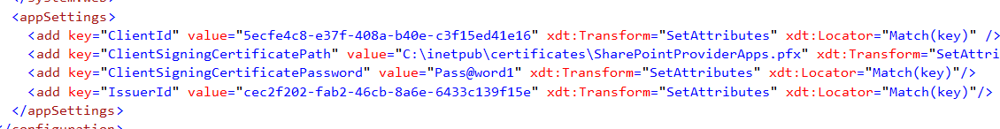 <appSettings>
<add key="ClientId" value="5ecfe4c8-e37f-408a-b40e-c3f15ed41e16" xdt:Transform="SetAttributes" xdt:Locator="Match(key)" />
<add key="ClientSigningCertificatePath" value="C:\inetpub\certificates\SharePointProviderApps.pfx" xdt:Transform="SetAttri
<add key="ClientSigningCertificatePassword" value="Pass@word1" xdt:Transform="SetAttributes" xdt:Locator="Match(key)"/>
<add key="IssuerId" value="cec2f202-fab2-46cb-8a6e-6433c139f15e" xdt:Transform="SetAttributes" xdt:Locator="Match(key)"/>
</appSettings>